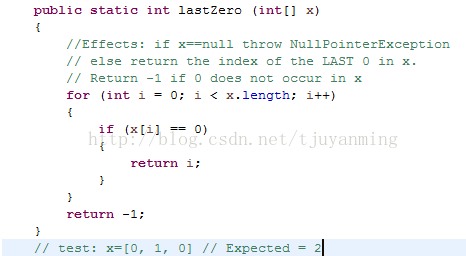 public static int lastZero (int[] x)
{
//Effects: if x==null throw NullPointerException
// else return the index of the LAST 0 in x.
// Return -1 if 0 does not occur in x
for (int i = 0; i < x.length; i++)
{
if (x[i] == 0)
{
return i;
}
}
return -1;
}
// test: x=[0, 1, 0] // Expected = 2
http://blog.csdn.net/tjuyanming